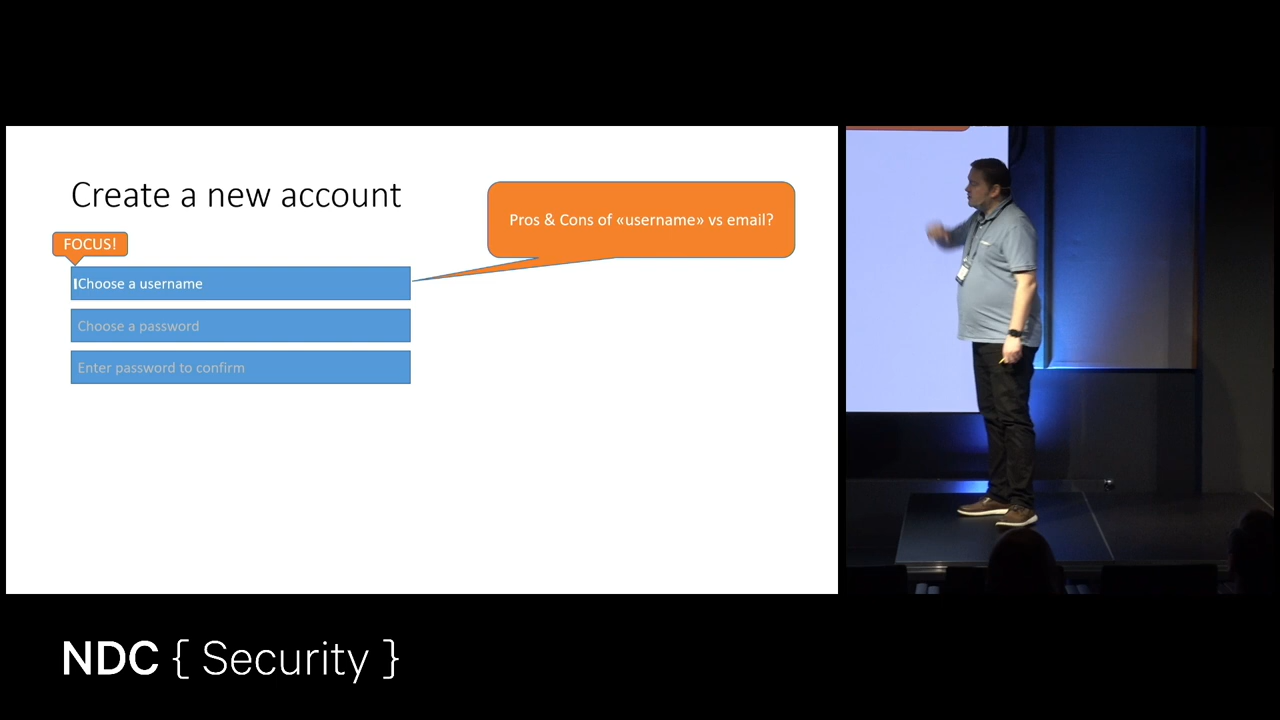 Create a new account
Pros & Cons of «username» vs email?
FOCUS!
Choose a username
Choose a password
Enter password to confirm
NDC { Security }